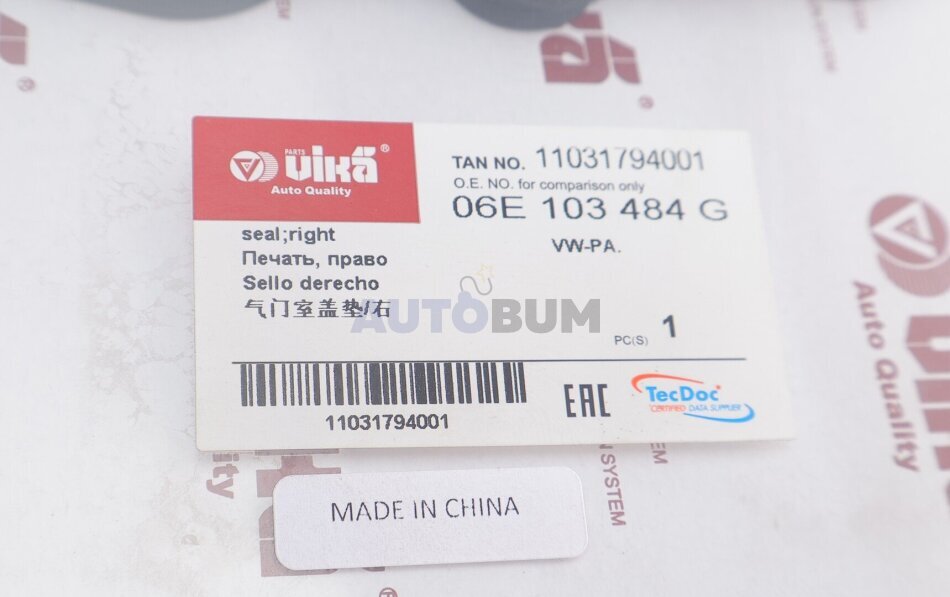 PARTS
vika®
Auto Quality
TAN NO. 11031794001
O.E. NO. for comparison only
06E 103 484 G
VW-PA.
seal;right
Печать, право
Sello derecho
气门室盖垫/右
AUTOBUM
PC(S) 1
11031794001
EAC
TecDoc
CERTIFIED DATA SUPPLIER
MADE IN CHINA
Auto Quality
N SYSTEM